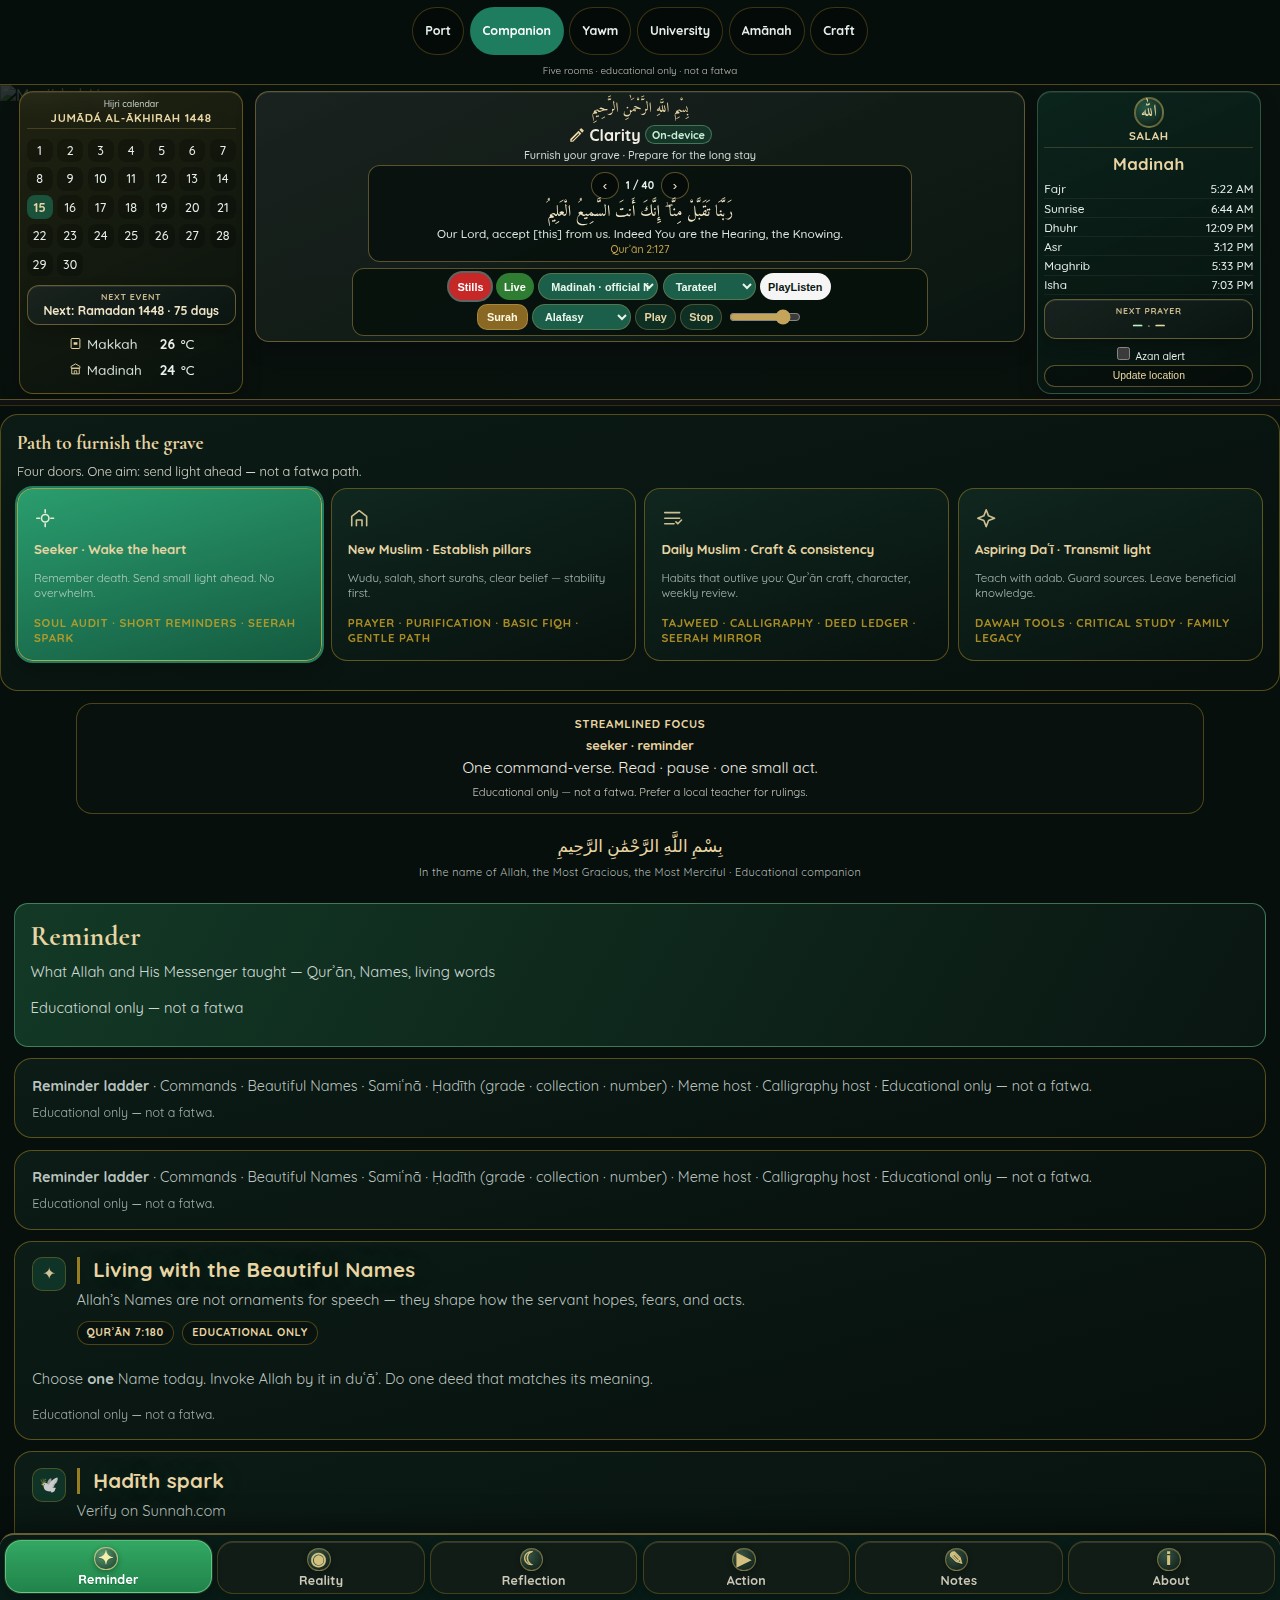 Port
Companion
Yawm
University
Amānah
Craft
Five rooms · educational only · not a fatwa
Hijri calendar
JUMĀDÁ AL-ĀKHIRAH 1448
1 2 3 4 5 6 7
8 9 10 11 12 13 14
15 16 17 18 19 20 21
22 23 24 25 26 27 28
29 30
NEXT EVENT
Next: Ramadan 1448 · 75 days
Makkah 26 °C
Madinah 24 °C
بِسْمِ اللَّهِ الرَّحْمَٰنِ الرَّحِيمِ
Clarity On-device
Furnish your grave · Prepare for the long stay
‹ 1 / 40 ›
رَبَّنَا تَقَبَّلْ مِنَّا ۖ إِنَّكَ أَنتَ السَّمِيعُ الْعَلِيمُ
Our Lord, accept [this] from us. Indeed You are the Hearing, the Knowing.
Qurʾān 2:127
Stills Live Madinah · official Tarateel PlayListen
Surah Alafasy Play Stop
الله
SALAH
Madinah
Fajr 5:22 AM
Sunrise 6:44 AM
Dhuhr 12:09 PM
Asr 3:12 PM
Maghrib 5:33 PM
Isha 7:03 PM
NEXT PRAYER
— · —
Azan alert
Update location
Path to furnish the grave
Four doors. One aim: send light ahead — not a fatwa path.
Seeker · Wake the heart
Remember death. Send small light ahead. No
overwhelm.
SOUL AUDIT · SHORT REMINDERS · SEERAH
SPARK
New Muslim · Establish pillars
Wudu, salah, short surahs, clear belief — stability
first.
PRAYER · PURIFICATION · BASIC FIQH ·
GENTLE PATH
Daily Muslim · Craft & consistency
Habits that outlive you: Qurʾān craft, character,
weekly review.
TAJWEED · CALLIGRAPHY · DEED LEDGER ·
SEERAH MIRROR
Aspiring Daʿī · Transmit light
Teach with adab. Guard sources. Leave beneficial
knowledge.
DAWAH TOOLS · CRITICAL STUDY · FAMILY
LEGACY
STREAMLINED FOCUS
seeker · reminder
One command-verse. Read · pause · one small act.
Educational only — not a fatwa. Prefer a local teacher for rulings.
بِسْمِ اللَّهِ الرَّحْمَٰنِ الرَّحِيمِ
In the name of Allah, the Most Gracious, the Most Merciful · Educational companion
Reminder
What Allah and His Messenger taught — Qurʾān, Names, living words
Educational only — not a fatwa
Reminder ladder · Commands · Beautiful Names · Samiʿnā · Ḥadīth (grade · collection · number) · Meme host · Calligraphy host · Educational only — not a fatwa.
Educational only — not a fatwa.
Reminder ladder · Commands · Beautiful Names · Samiʿnā · Ḥadīth (grade · collection · number) · Meme host · Calligraphy host · Educational only — not a fatwa.
Educational only — not a fatwa.
Living with the Beautiful Names
Allah's Names are not ornaments for speech — they shape how the servant hopes, fears, and acts.
QURʾĀN 7:180 EDUCATIONAL ONLY
Choose one Name today. Invoke Allah by it in duʿāʾ. Do one deed that matches its meaning.
Educational only — not a fatwa.
Ḥadīth spark
Verify on Sunnah.com
Reminder
Reality
Reflection
Action
Notes
About